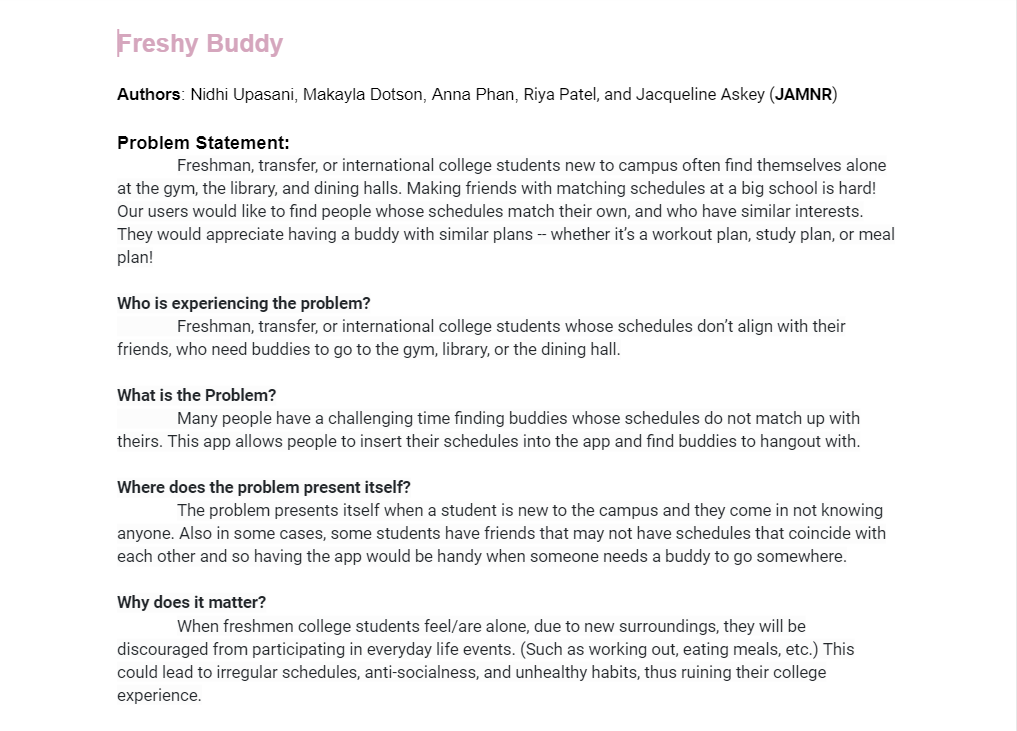 Freshy Buddy
Authors: Nidhi Upasani, Makayla Dotson, Anna Phan, Riya Patel, and Jacqueline Askey (JAMNR)
Problem Statement:
Freshman, transfer, or international college students new to campus often find themselves alone
at the gym, the library, and dining halls. Making friends with matching schedules at a big school is hard!
Our users would like to find people whose schedules match their own, and who have similar interests.
They would appreciate having a buddy with similar plans -- whether it’s a workout plan, study plan, or meal
plan!
Who is experiencing the problem?
Freshman, transfer, or international college students whose schedules don’t align with their
friends, who need buddies to go to the gym, library, or the dining hall.
What is the Problem?
Many people have a challenging time finding buddies whose schedules do not match up with
theirs. This app allows people to insert their schedules into the app and find buddies to hangout with.
Where does the problem present itself?
The problem presents itself when a student is new to the campus and they come in not knowing
anyone. Also in some cases, some students have friends that may not have schedules that coincide with
each other and so having the app would be handy when someone needs a buddy to go somewhere.
Why does it matter?
When freshmen college students feel/are alone, due to new surroundings, they will be
discouraged from participating in everyday life events. (Such as working out, eating meals, etc.) This
could lead to irregular schedules, anti-socialness, and unhealthy habits, thus ruining their college
experience.